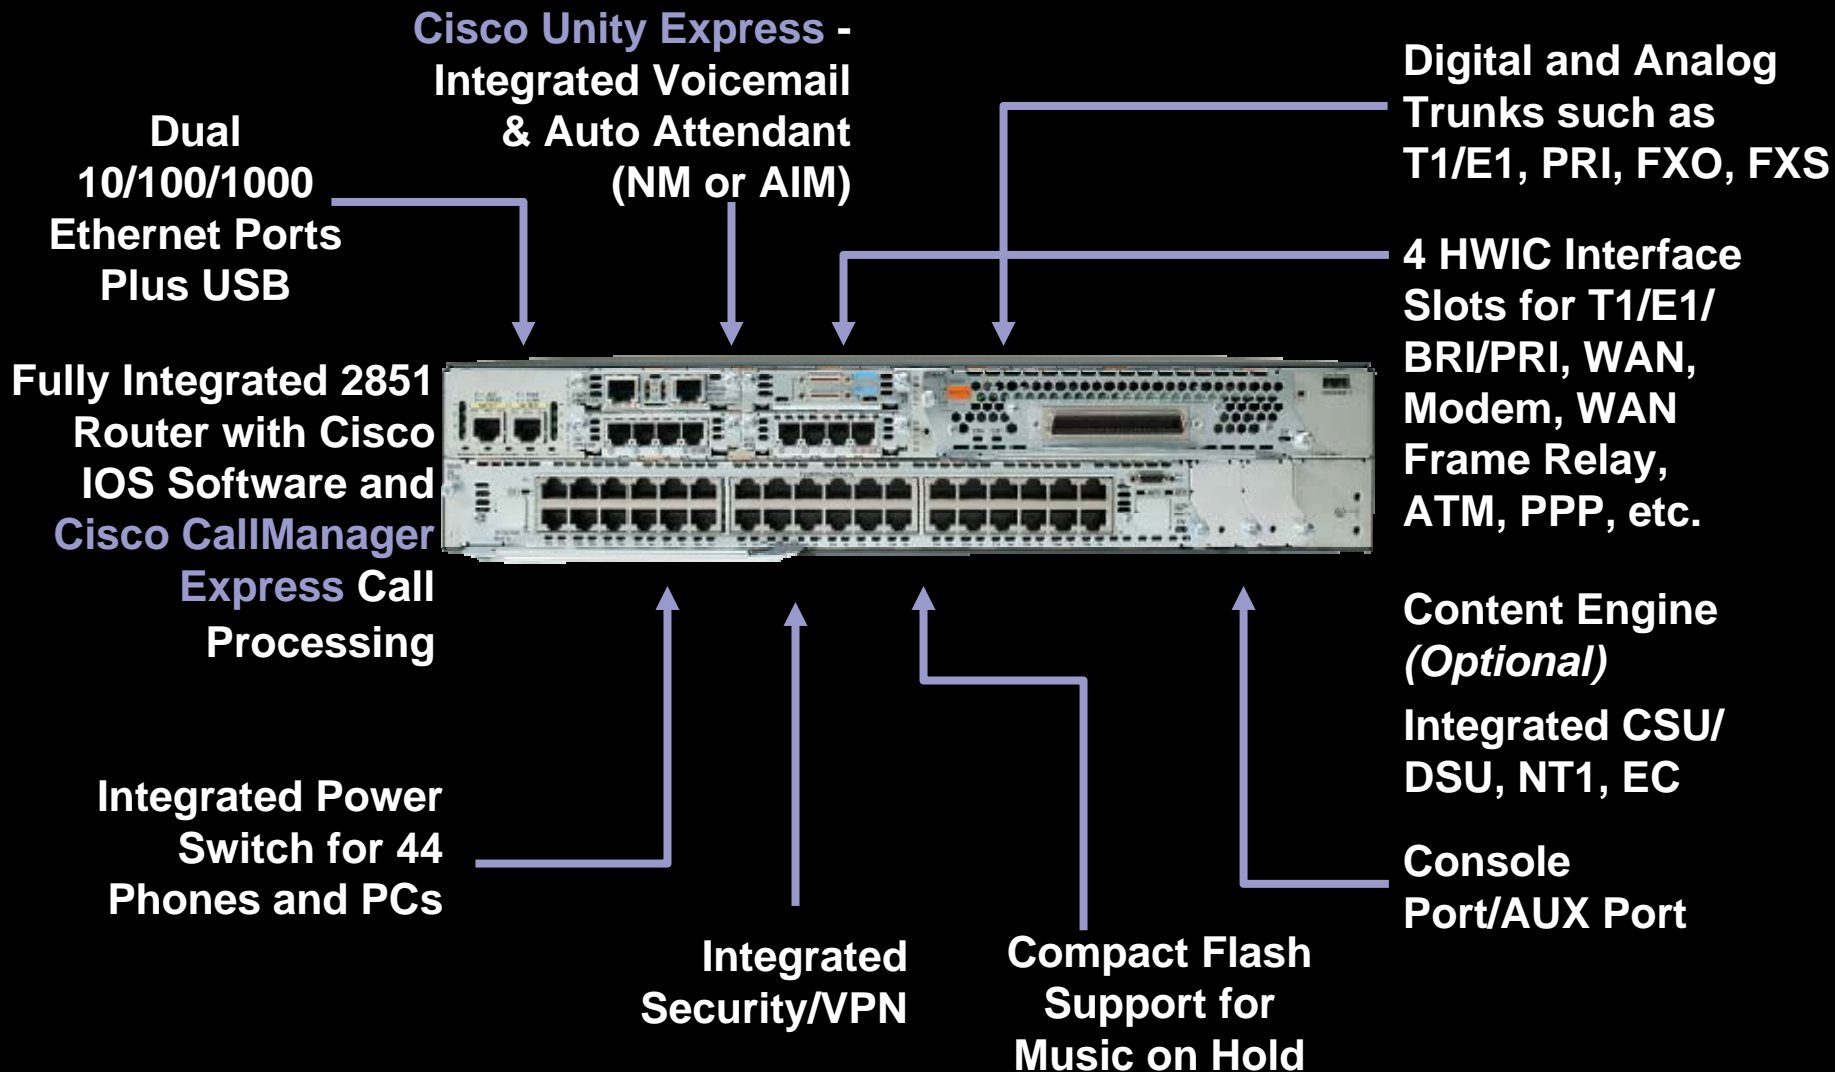 Cisco Unity Express -
Integrated Voicemail
& Auto Attendant
(NM or AIM)
Dual
10/100/1000
Ethernet Ports
Plus USB
Fully Integrated 2851
Router with Cisco
IOS Software and
Cisco CallManager
Express Call
Processing
Integrated Power
Switch for 44
Phones and PCs
Integrated
Security/VPN
Compact Flash
Support for
Music on Hold
Digital and Analog
Trunks such as
T1/E1, PRI, FXO, FXS
4 HWIC Interface
Slots for T1/E1/
BRI/PRI, WAN,
Modem, WAN
Frame Relay,
ATM, PPP, etc.
Content Engine
(Optional)
Integrated CSU/
DSU, NT1, EC
Console
Port/AUX Port